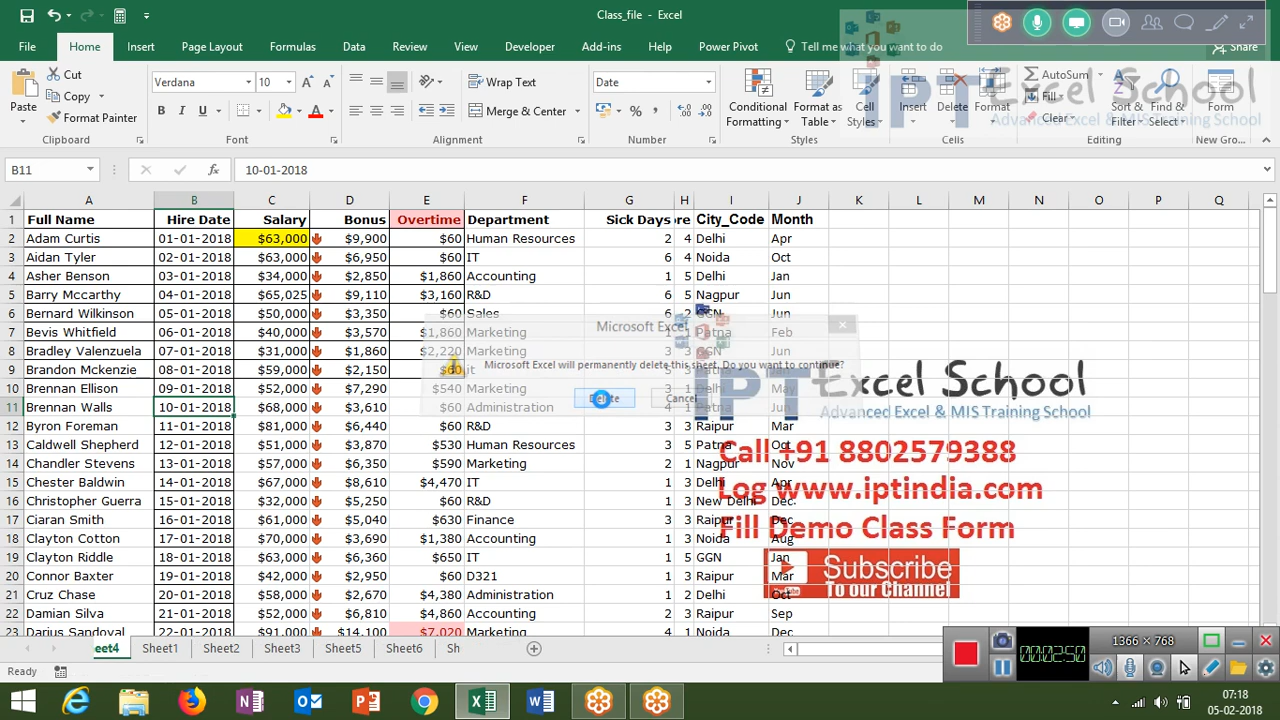 Class_file - Excel
File Home Insert Page Layout Formulas Data Review View Developer Add-ins Help Power Pivot Tell me what you want to do Share
Paste Cut Copy Format Painter Clipboard
Verdana 10 B I U Font
Wrap Text Merge & Center Alignment
Date % , Number
Conditional Formatting Format as Table Cell Styles Styles
Insert Delete Format Cells
AutoSum Fill Clear Sort & Filter Find & Select Editing
Form New Gro...
IPT Excel School
Advanced Excel & MIS Training School
B11 fx 10-01-2018
A B C D E F G H I J K L M N O P Q
1 Full Name Hire Date Salary Bonus Overtime Department Sick Days re City_Code Month
2 Adam Curtis 01-01-2018 $63,000 $9,900 $60 Human Resources 2 4 Delhi Apr
3 Aidan Tyler 02-01-2018 $63,000 $6,950 $60 IT 6 4 Noida Oct
4 Asher Benson 03-01-2018 $34,000 $2,850 $1,860 Accounting 1 5 Delhi Jan
5 Barry Mccarthy 04-01-2018 $65,025 $9,110 $3,160 R&D 6 5 Nagpur Jun
6 Bernard Wilkinson 05-01-2018 $50,000 $3,350 $60 Sales 6 2 GGN Jun
7 Bevis Whitfield 06-01-2018 $40,000 $3,570 $1,860 Marketing 1 1 Patna Feb
8 Bradley Valenzuela 07-01-2018 $31,000 $1,860 $2,220 Marketing 3 3 GGN Jun
9 Brandon Mckenzie 08-01-2018 $59,000 $2,150 $60 it
10 Brennan Ellison 09-01-2018 $52,000 $7,290 $540 Marketing 3 1 Delhi May
11 Brennan Walls 10-01-2018 $68,000 $3,610 $60 Administration 4 1 Patna Jun
12 Byron Foreman 11-01-2018 $81,000 $6,440 $60 R&D 3 3 Raipur Mar
13 Caldwell Shepherd 12-01-2018 $51,000 $3,870 $530 Human Resources 3 5 Patna Oct
14 Chandler Stevens 13-01-2018 $57,000 $6,350 $590 Marketing 2 1 Nagpur Nov
15 Chester Baldwin 14-01-2018 $67,000 $8,610 $4,470 IT 1 3 Delhi Apr
16 Christopher Guerra 15-01-2018 $32,000 $5,250 $60 R&D 1 3 New Delhi Dec
17 Ciaran Smith 16-01-2018 $61,000 $5,040 $630 Finance 1 3 Raipur Dec
18 Clayton Cotton 17-01-2018 $70,000 $3,690 $1,380 Accounting 1 3 Noida Aug
19 Clayton Riddle 18-01-2018 $63,000 $6,360 $650 IT 1 5 GGN Jan
20 Connor Baxter 19-01-2018 $42,000 $2,950 $60 D321 1 3 Raipur Mar
21 Cruz Chase 20-01-2018 $58,000 $2,670 $4,380 Administration 1 2 Delhi Oct
22 Damian Silva 21-01-2018 $52,000 $6,810 $4,860 Accounting 2 3 Raipur Sep
23 Darius Sandoval 22-01-2018 $91,000 $14,100 $7,020 Marketing 4 1 Noida Dec
Microsoft Excel
Microsoft Excel will permanently delete this sheet. Do you want to continue?
Delete Cancel
IPT Excel School
Advanced Excel & MIS Training School
Call +91 8802579388
Log www.iptindia.com
Fill Demo Class Form
Subscribe
To our Channel
eet4 Sheet1 Sheet2 Sheet3 Sheet5 Sheet6 Sh
Ready
1366 × 768
00:02:50
07:18
05-02-2018